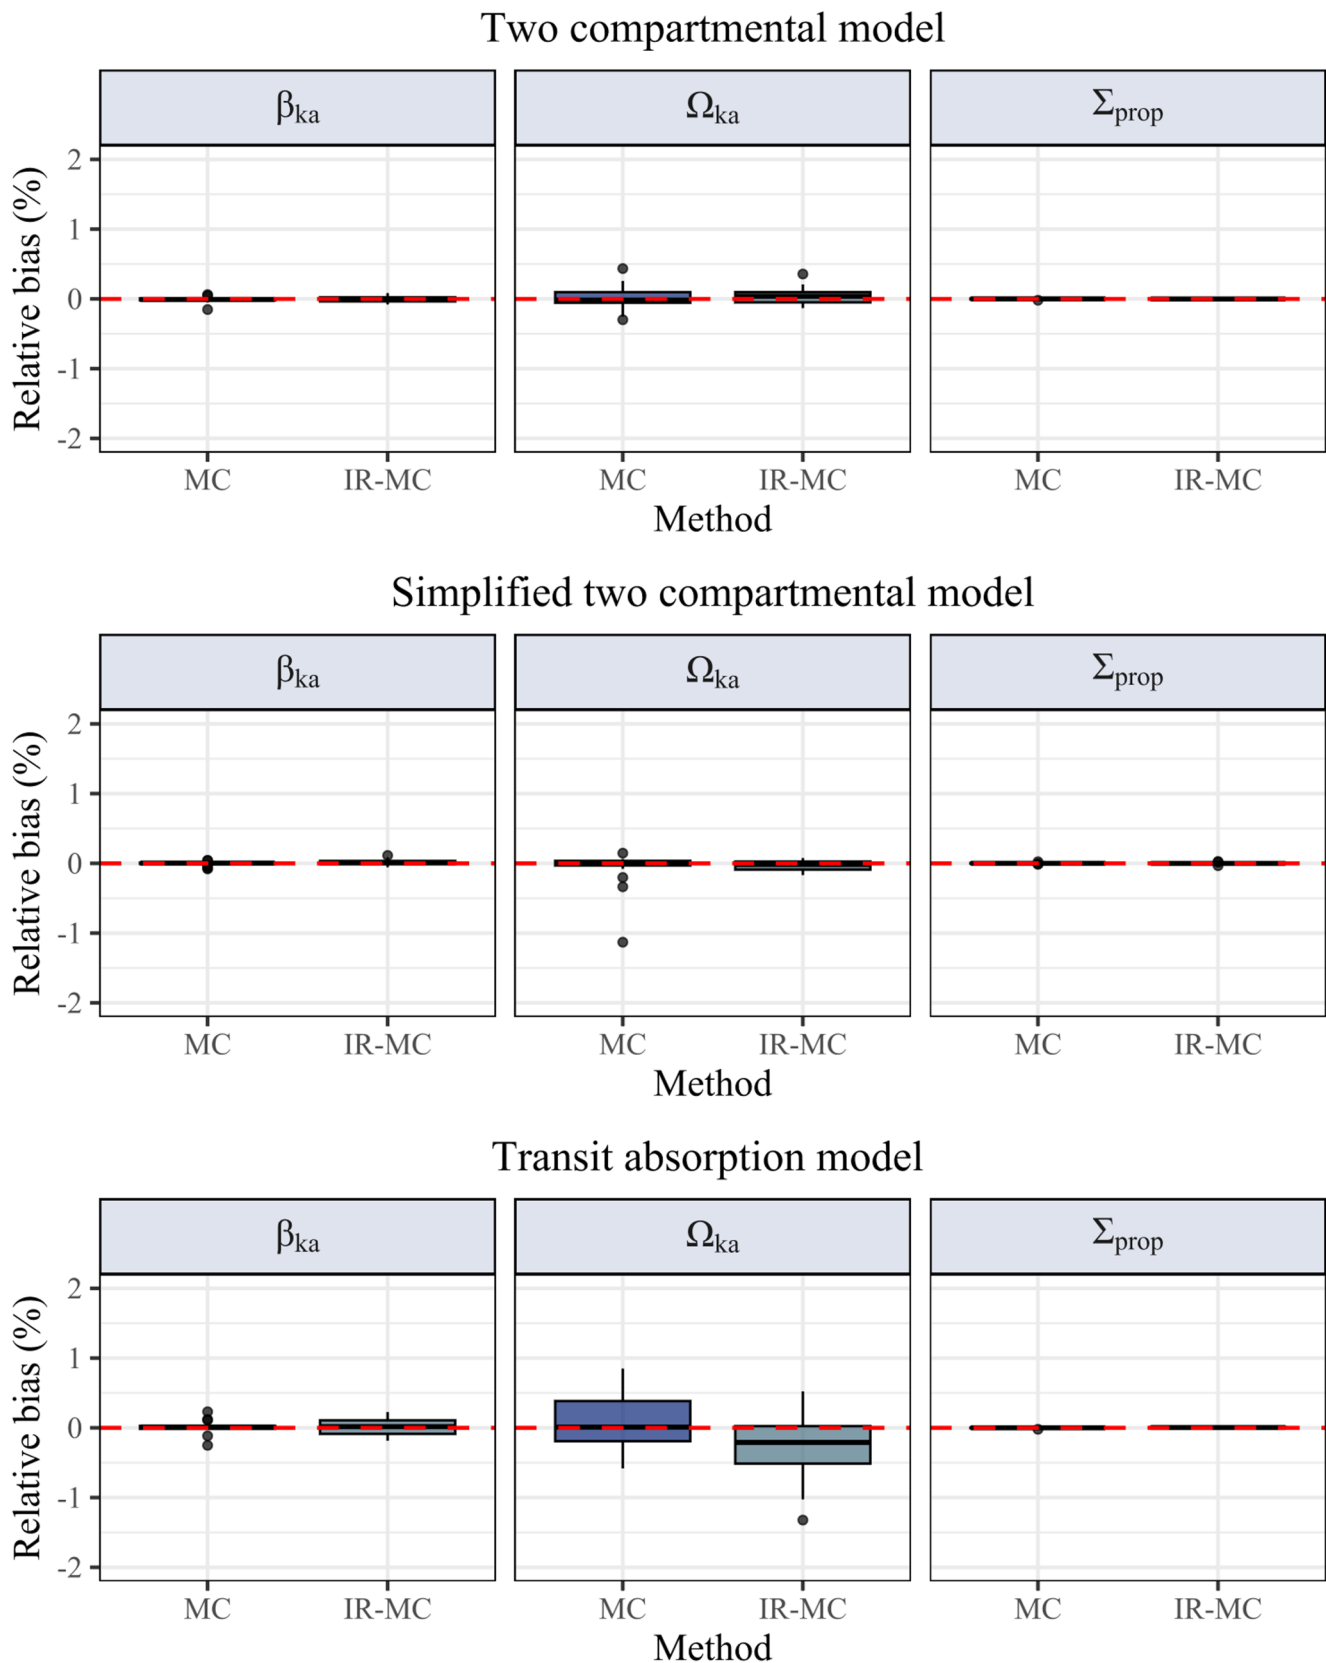 Two compartmental model
βka Ωka Σprop
Relative bias (%)
2
1
0
-1
-2
MC IR-MC MC IR-MC MC IR-MC
Method
Simplified two compartmental model
βka Ωka Σprop
Relative bias (%)
2
1
0
-1
-2
MC IR-MC MC IR-MC MC IR-MC
Method
Transit absorption model
βka Ωka Σprop
Relative bias (%)
2
1
0
-1
-2
MC IR-MC MC IR-MC MC IR-MC
Method